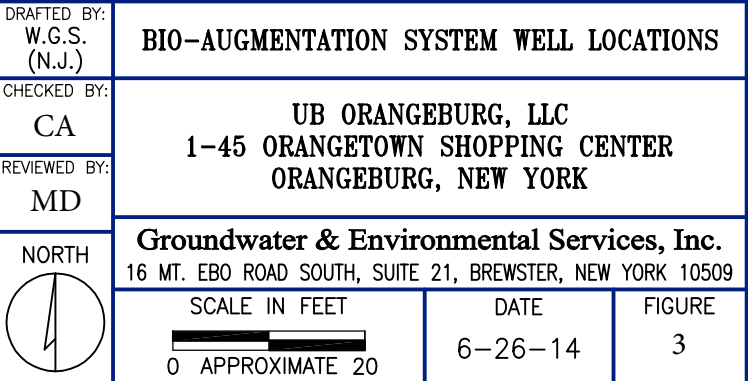 DRAFTED BY:
W.G.S.
(N.J.)
CHECKED BY:
CA
REVIEWED BY:
MD
NORTH
BIO-AUGMENTATION SYSTEM WELL LOCATIONS
UB ORANGEBURG, LLC
1-45 ORANGETOWN SHOPPING CENTER
ORANGEBURG, NEW YORK
Groundwater & Environmental Services, Inc.
16 MT. EBO ROAD SOUTH, SUITE 21, BREWSTER, NEW YORK 10509
SCALE IN FEET
0 APPROXIMATE 20
DATE
6-26-14
FIGURE
3